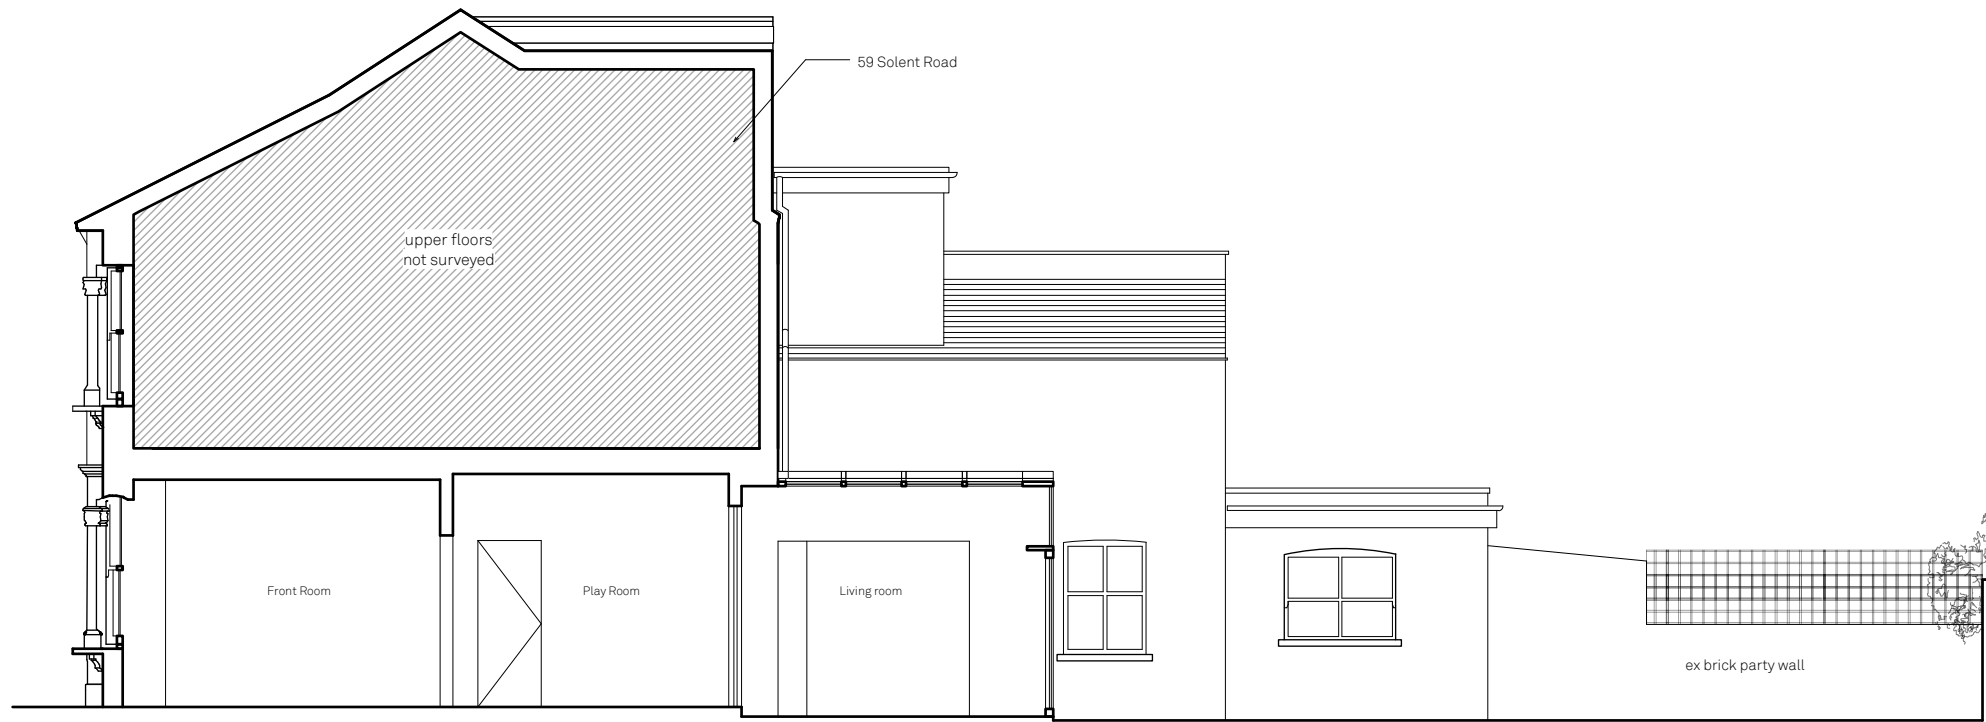 59 Solent Road
upper floors
not surveyed
Front Room
Play Room
Living room
ex brick party wall